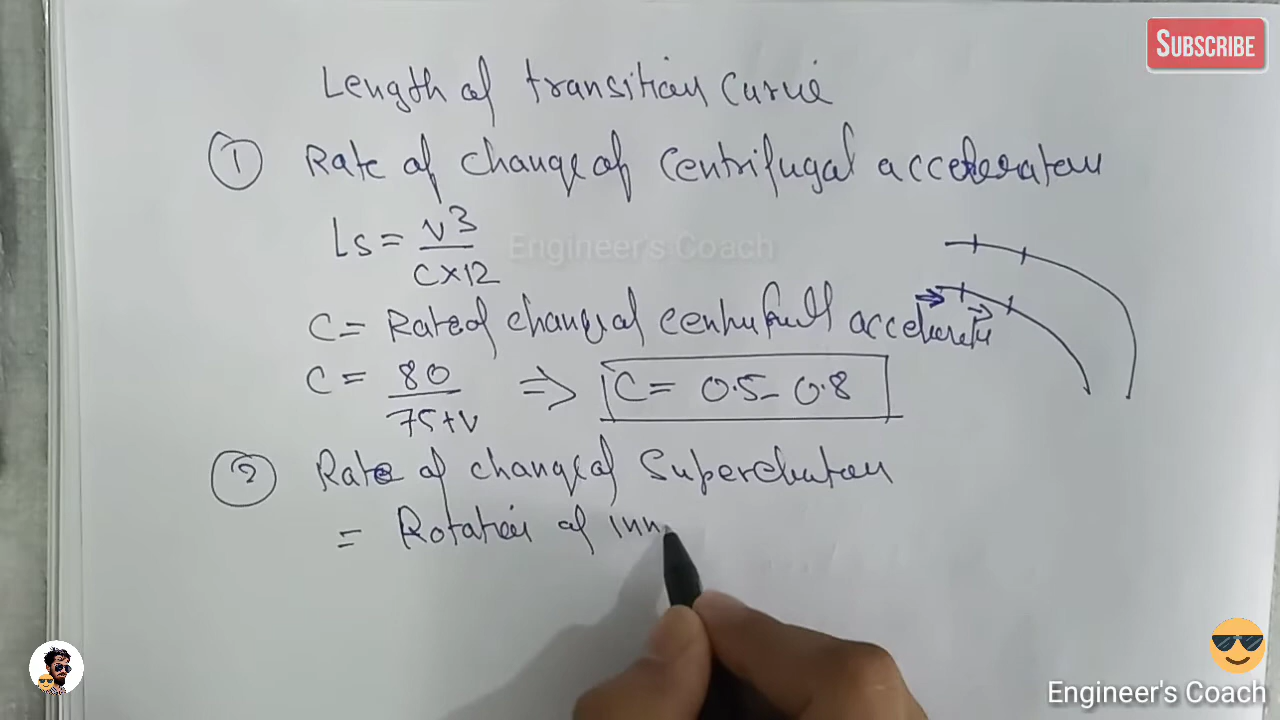 SUBSCRIBE
Length of transition Curve
① Rate of change of Centrifugal acceleration
Ls = v3 / C×12
Engineer's Coach
C = Rate of change of centrifugal accelerate
C = 80 / 75+V ⇒ C = 0.5 - 0.8
② Rate of change of Superelevation
= Rotation of inn
Engineer's Coach